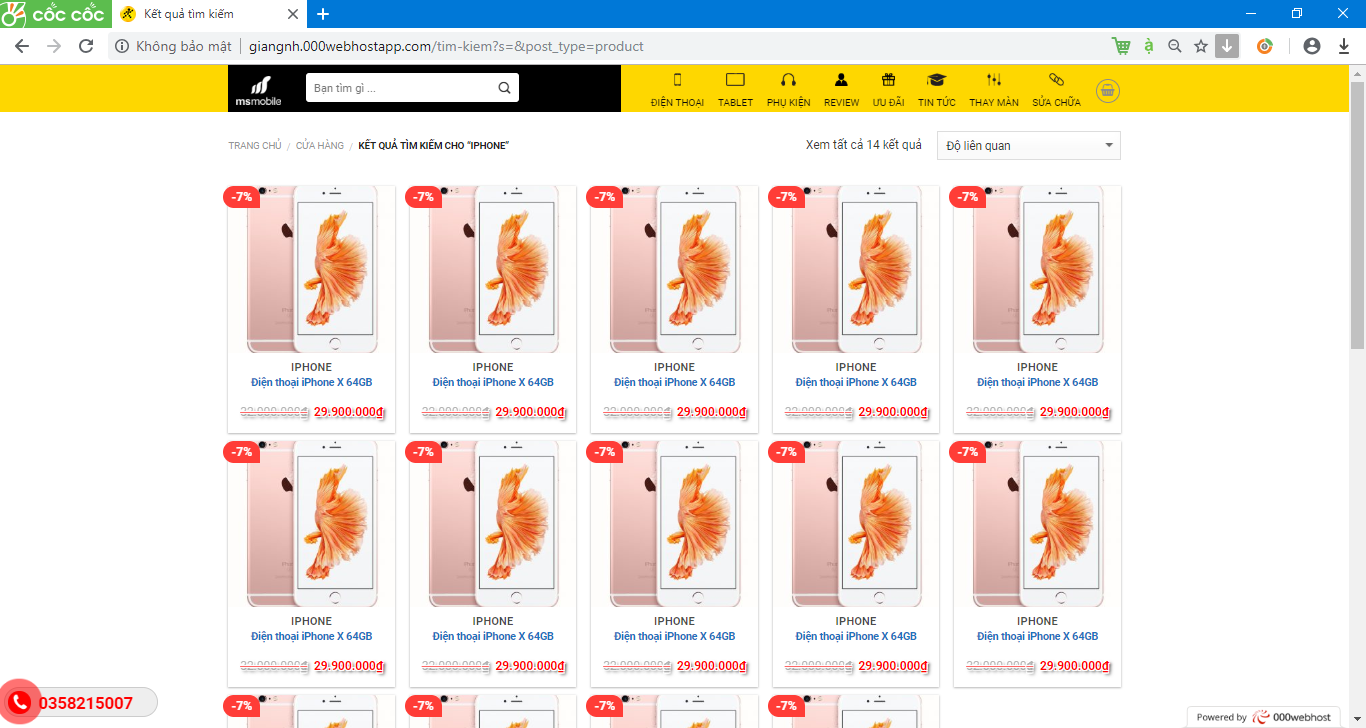 cốc cốc
Kết quả tìm kiếm
Không bảo mật
giangnh.000webhostapp.com/tim-kiem?s=&post_type=product
msmobile
Bạn tìm gì ...
ĐIỆN THOẠI TABLET PHỤ KIỆN REVIEW ƯU ĐÃI TIN TỨC THAY MÀN SỬA CHỮA
TRANG CHỦ / CỬA HÀNG / KẾT QUẢ TÌM KIẾM CHO “IPHONE”
Xem tất cả 14 kết quả
Độ liên quan
-7% -7% -7% -7% -7%
IPHONE IPHONE IPHONE IPHONE IPHONE
Điện thoại iPhone X 64GB Điện thoại iPhone X 64GB Điện thoại iPhone X 64GB Điện thoại iPhone X 64GB Điện thoại iPhone X 64GB
32.000.000₫ 29.900.000₫ 32.000.000₫ 29.900.000₫ 32.000.000₫ 29.900.000₫ 32.000.000₫ 29.900.000₫ 32.000.000₫ 29.900.000₫
-7% -7% -7% -7% -7%
IPHONE IPHONE IPHONE IPHONE IPHONE
Điện thoại iPhone X 64GB Điện thoại iPhone X 64GB Điện thoại iPhone X 64GB Điện thoại iPhone X 64GB Điện thoại iPhone X 64GB
32.000.000₫ 29.900.000₫ 32.000.000₫ 29.900.000₫ 32.000.000₫ 29.900.000₫ 32.000.000₫ 29.900.000₫ 32.000.000₫ 29.900.000₫
-7% -7% -7% -7%
0358215007
Powered by 000webhost